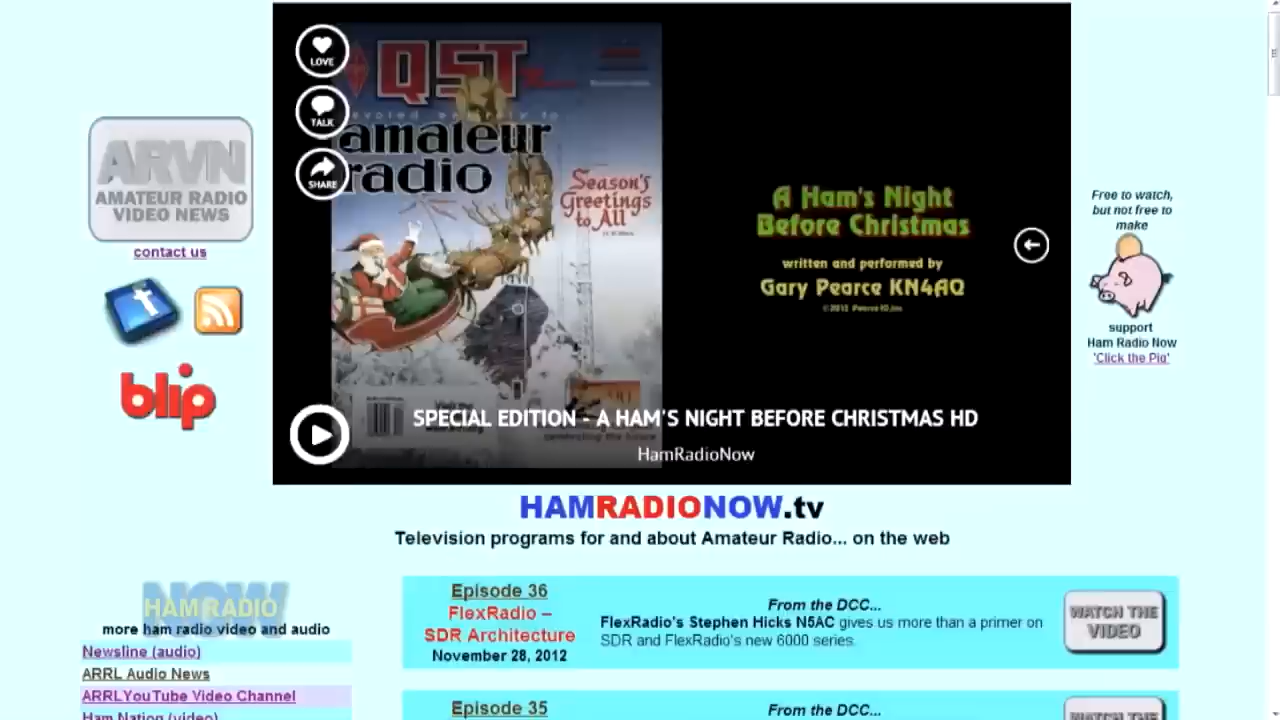 LOVE
TALK
SHARE
QST
devoted entirely to
amateur
radio
Season's
Greetings
to All
A Ham's Night
Before Christmas
written and performed by
Gary Pearce KN4AQ
SPECIAL EDITION - A HAM'S NIGHT BEFORE CHRISTMAS HD
HamRadioNow
ARVN
AMATEUR RADIO
VIDEO NEWS
contact us
blip
Free to watch,
but not free to
make
support
Ham Radio Now
'Click the Pig'
HAMRADIONOW.tv
Television programs for and about Amateur Radio... on the web
NOW
HAM RADIO
more ham radio video and audio
Newsline (audio)
ARRL Audio News
ARRLYouTube Video Channel
Ham Nation (video)
Episode 36
FlexRadio –
SDR Architecture
November 28, 2012
From the DCC...
FlexRadio's Stephen Hicks N5AC gives us more than a primer on
SDR and FlexRadio's new 6000 series.
WATCH THE
VIDEO
Episode 35
From the DCC...
WATCH THE